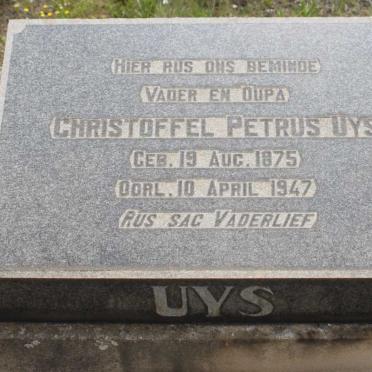 HIER RUS ONS BEMINDE
VADER EN OUPA
CHRISTOFFEL PETRUS UYS
GEB. 19 AUG. 1875
OORL. 10 APRIL 1947
RUS SAG VADERLIEF
UYS